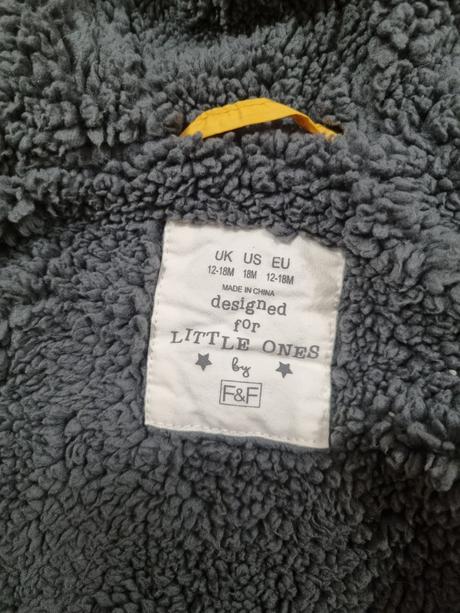 UK US EU
12-18M 18M 12-18M
MADE IN CHINA
designed
for
LITTLE ONES
by
F&F